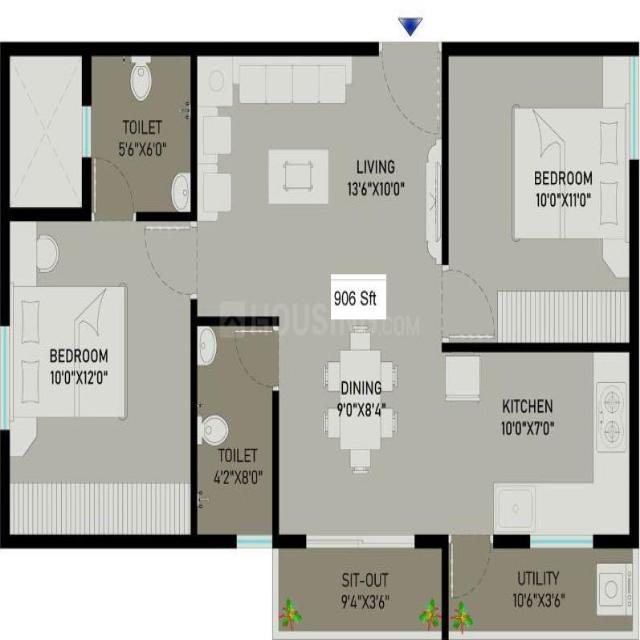 TOILET
5'6"X6'0"
LIVING
13'6"X10'0"
BEDROOM
10'0"X11'0"
906 Sft
HOUSING.COM
BEDROOM
10'0"X12'0"
DINING
9'0"X8'4"
KITCHEN
10'0"X7'0"
TOILET
4'2"X8'0"
SIT-OUT
9'4"X3'6"
UTILITY
10'6"X3'6"